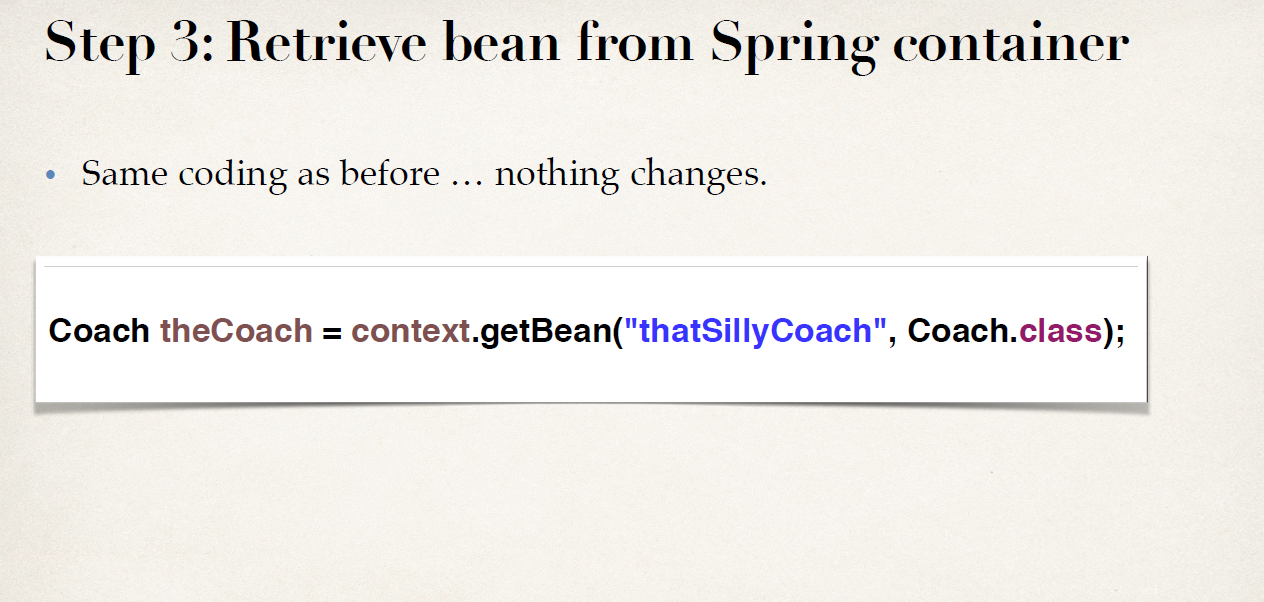 Step 3: Retrieve bean from Spring container
• Same coding as before … nothing changes.
Coach theCoach = context.getBean("thatSillyCoach", Coach.class);